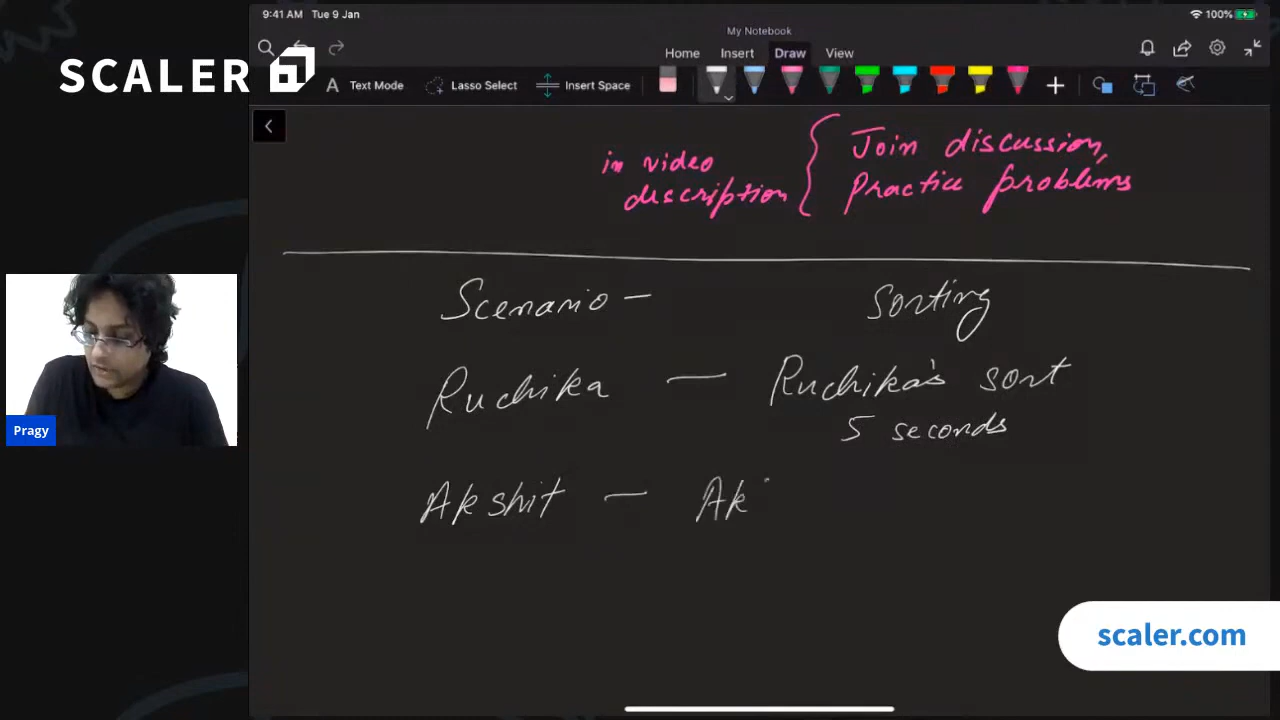 9:41 AM Tue 9 Jan
100%
My Notebook
SCALER
Home Insert Draw View
Text Mode Lasso Select Insert Space
in video
description
Join discussion,
Practice problems
Scenario - Sorting
Ruchika - Ruchika's sort
5 seconds
Pragy
Akshit - Ak
scaler.com